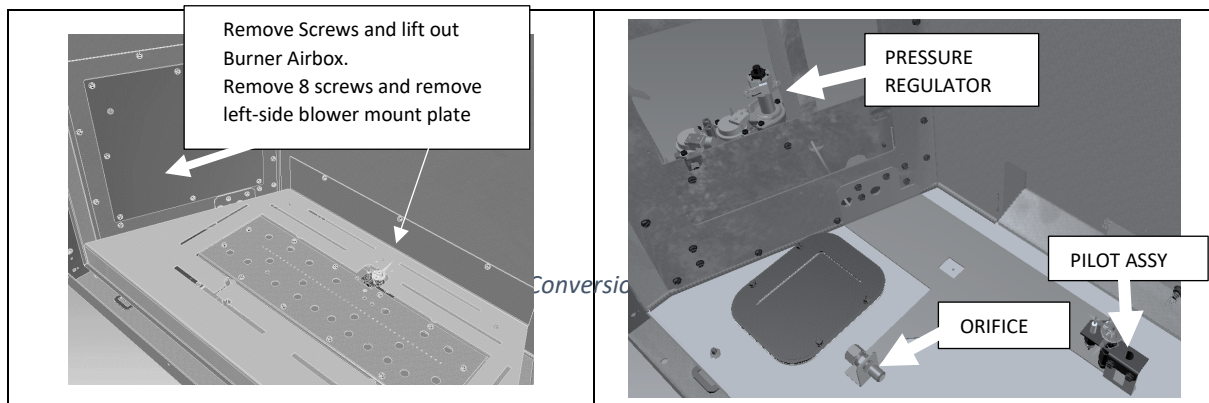 Remove Screws and lift out
Burner Airbox.
Remove 8 screws and remove
left-side blower mount plate
PRESSURE
REGULATOR
PILOT ASSY
ORIFICE